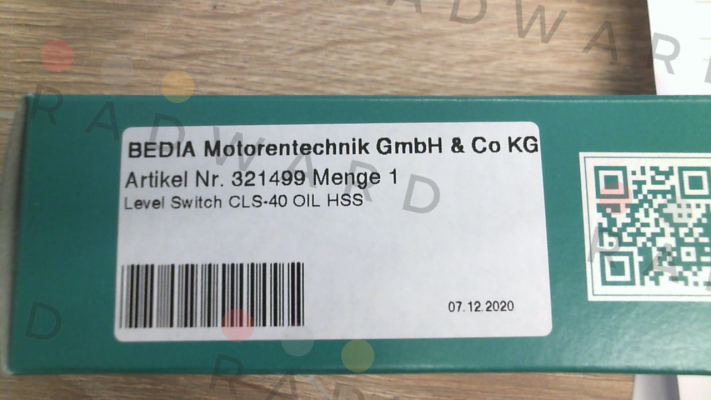 BEDIA Motorentechnik GmbH & Co KG
Artikel Nr. 321499 Menge 1
Level Switch CLS-40 OIL HSS
07.12.2020
RADWARD